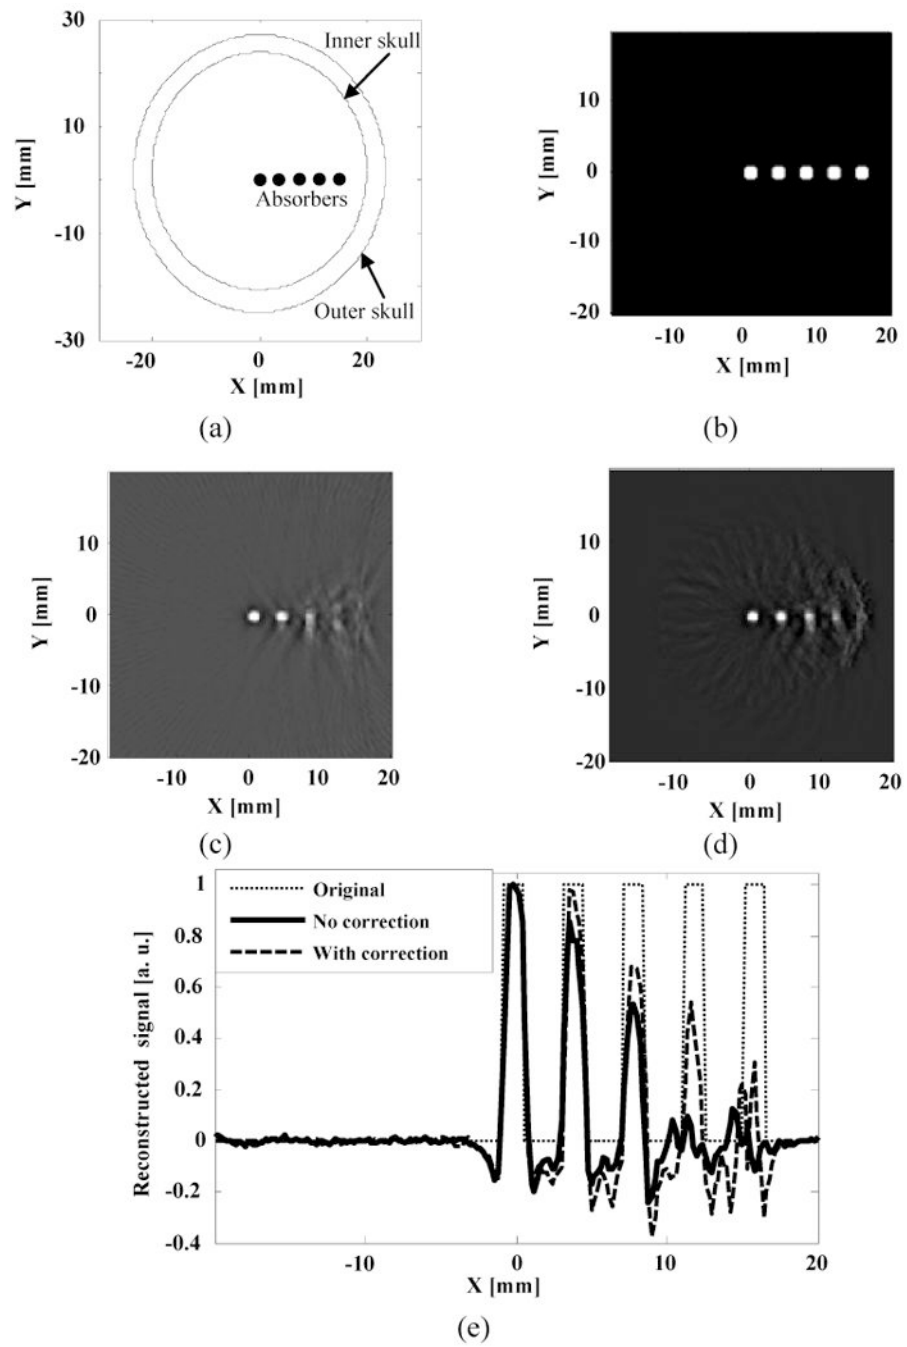 30
Inner skull
10
Y [mm]
Absorbers
-10
Outer skull
-30
-20
0
20
X [mm]
(a)
10
Y [mm]
0
-10
-20
-10
0
10
20
X [mm]
(b)
10
Y [mm]
0
-10
-20
-10
0
10
20
X [mm]
(c)
10
Y [mm]
0
-10
-20
-10
0
10
20
X [mm]
(d)
Reconstructed signal [a. u.]
1
0.8
0.6
0.4
0.2
0
-0.2
-0.4
Original
No correction
With correction
-10
0
10
20
X [mm]
(e)